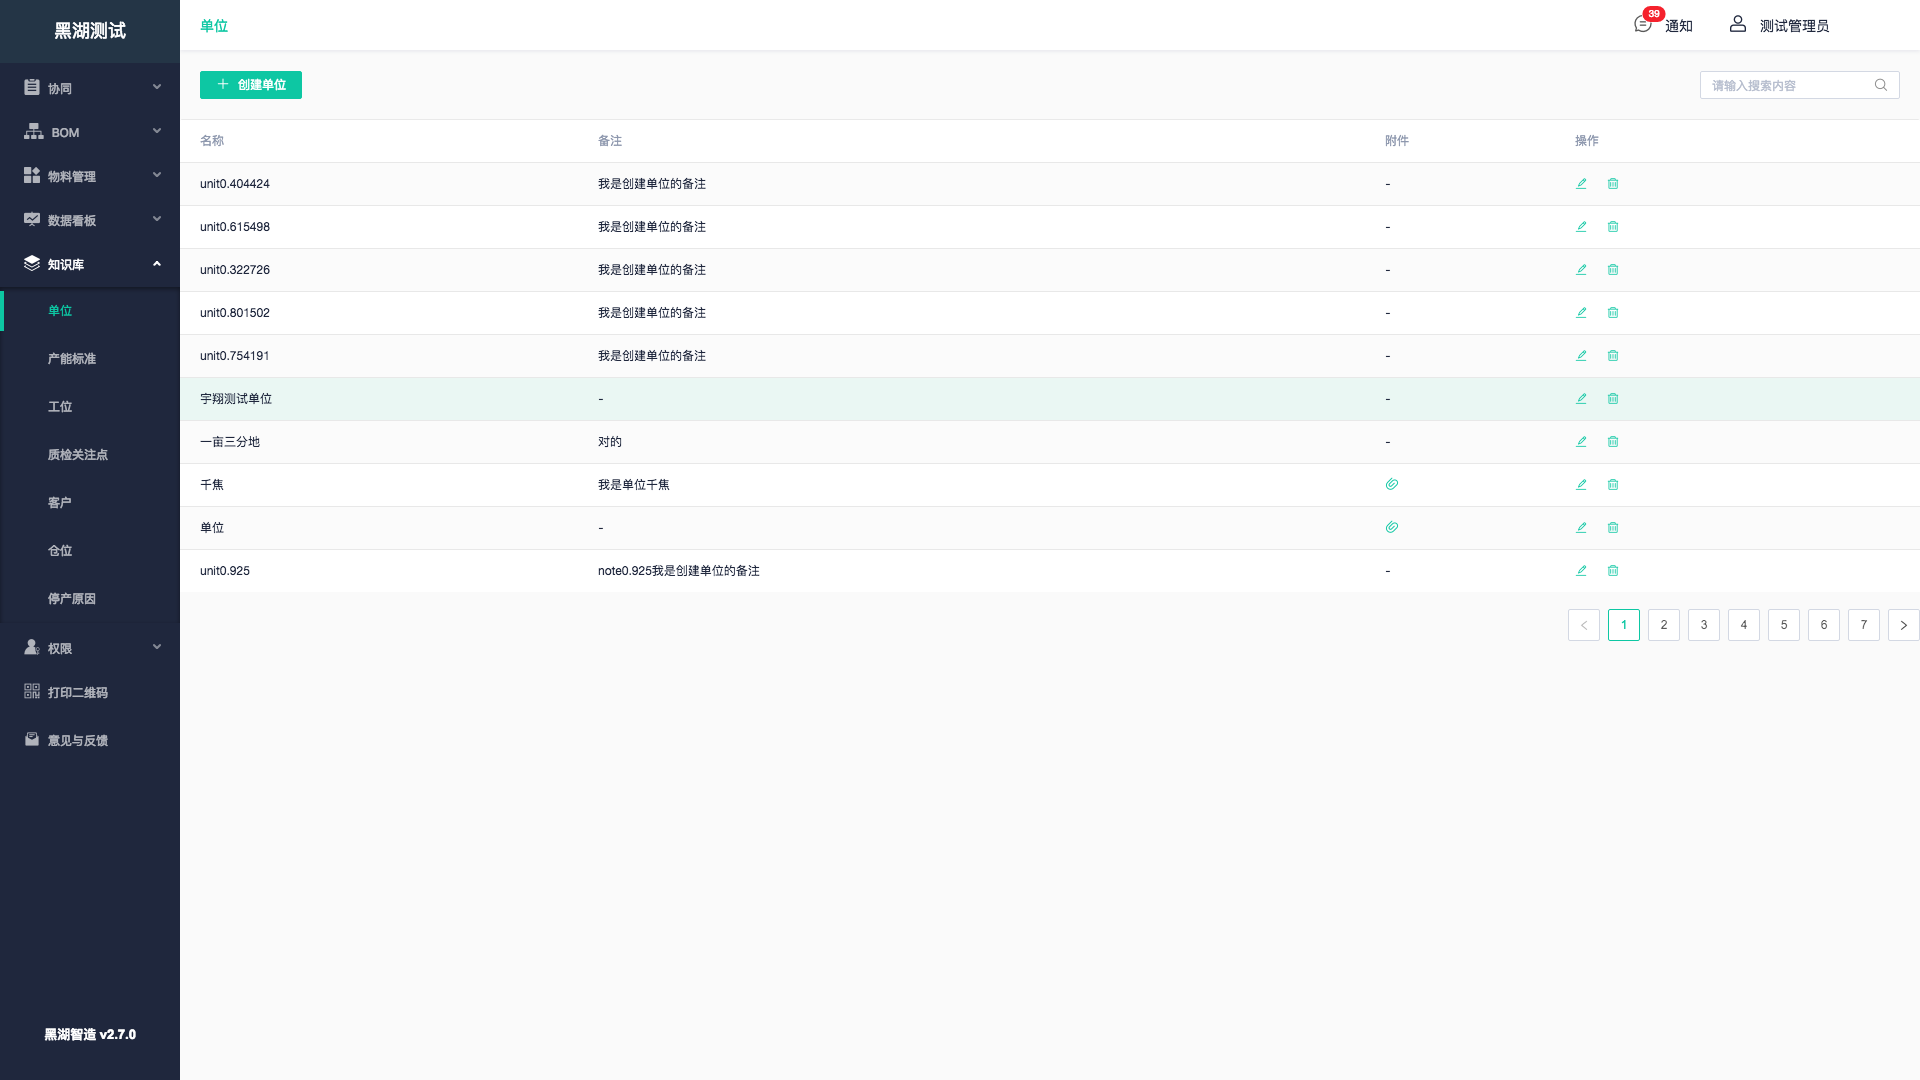 黑湖测试
单位
39
通知
测试管理员
协同
BOM
物料管理
数据看板
知识库
单位
产能标准
工位
质检关注点
客户
仓位
停产原因
权限
打印二维码
意见与反馈
黑湖智造 v2.7.0
创建单位
请输入搜索内容
名称 备注 附件 操作
unit0.404424 我是创建单位的备注 -
unit0.615498 我是创建单位的备注 -
unit0.322726 我是创建单位的备注 -
unit0.801502 我是创建单位的备注 -
unit0.754191 我是创建单位的备注 -
宇翔测试单位 - -
一亩三分地 对的 -
千焦 我是单位千焦
单位 -
unit0.925 note0.925我是创建单位的备注 -
1 2 3 4 5 6 7